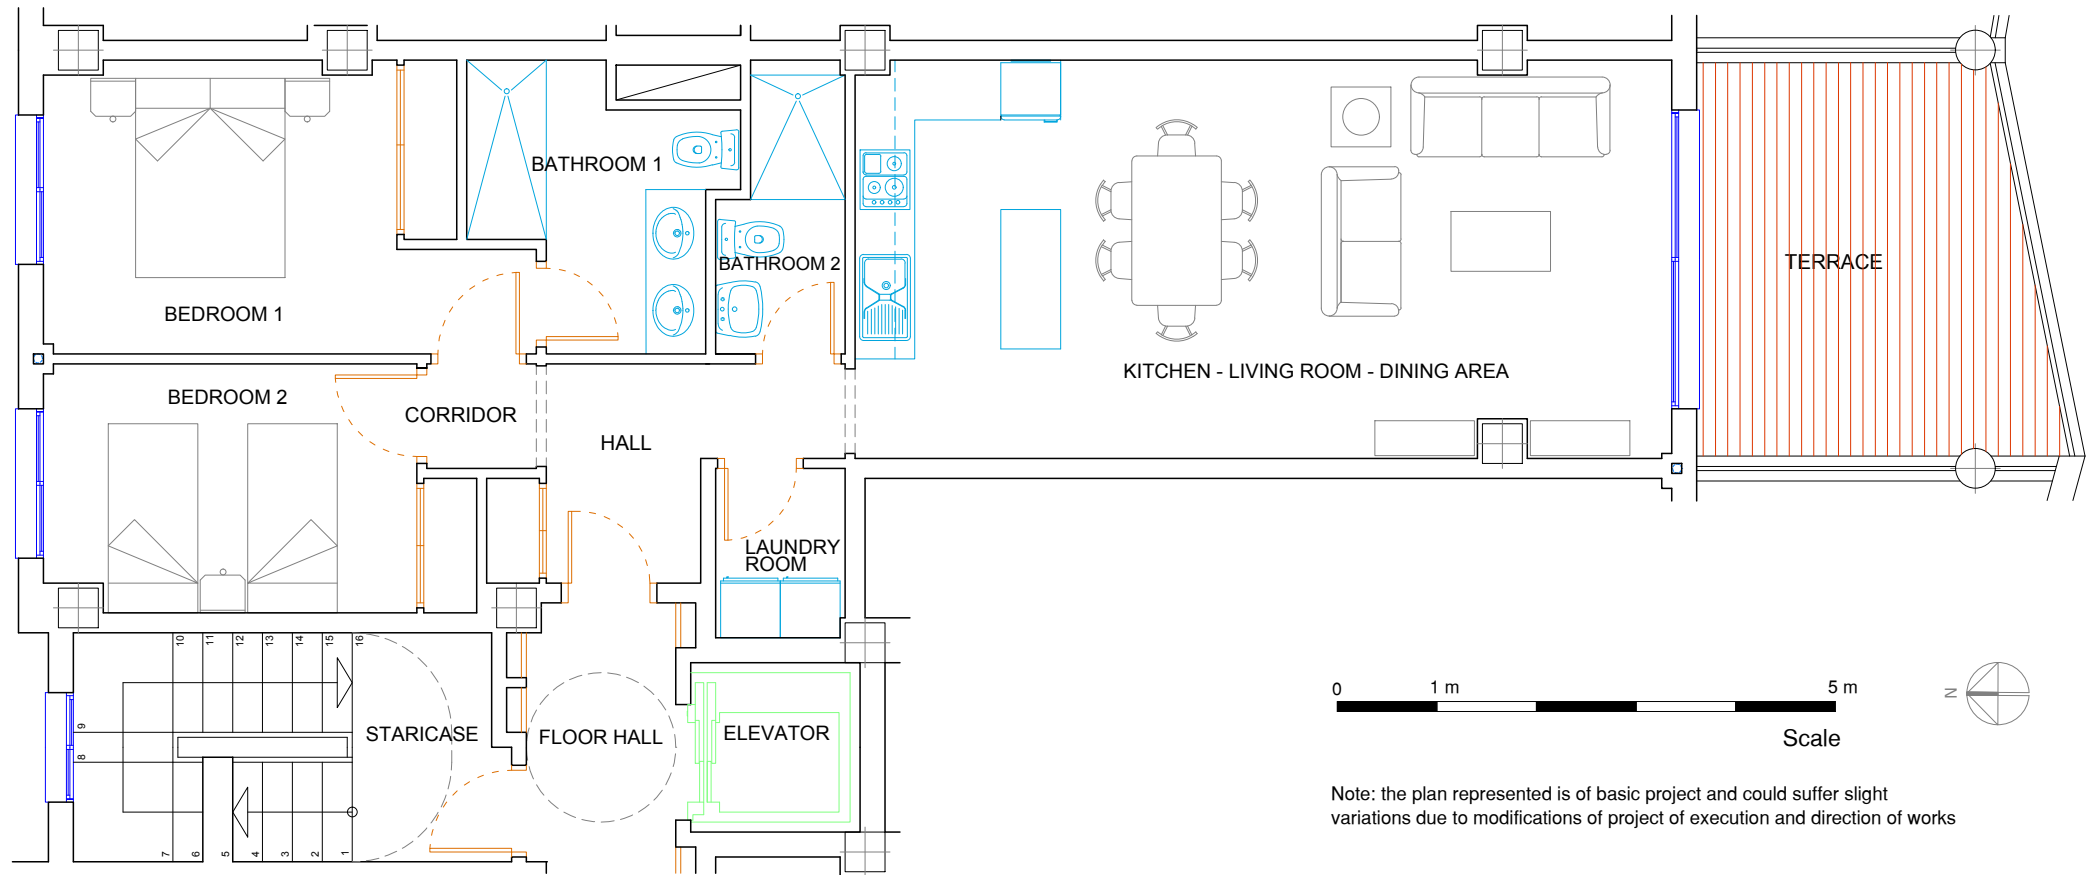 BATHROOM 1
BATHROOM 2
TERRACE
BEDROOM 1
KITCHEN - LIVING ROOM - DINING AREA
BEDROOM 2
CORRIDOR
HALL
LAUNDRY
ROOM
10
11
12
13
14
15
16
9
8
STARICASE
FLOOR HALL
ELEVATOR
7
6
5
4
3
2
1
0
1 m
5 m
Scale
N
Note: the plan represented is of basic project and could suffer slight
variations due to modifications of project of execution and direction of works